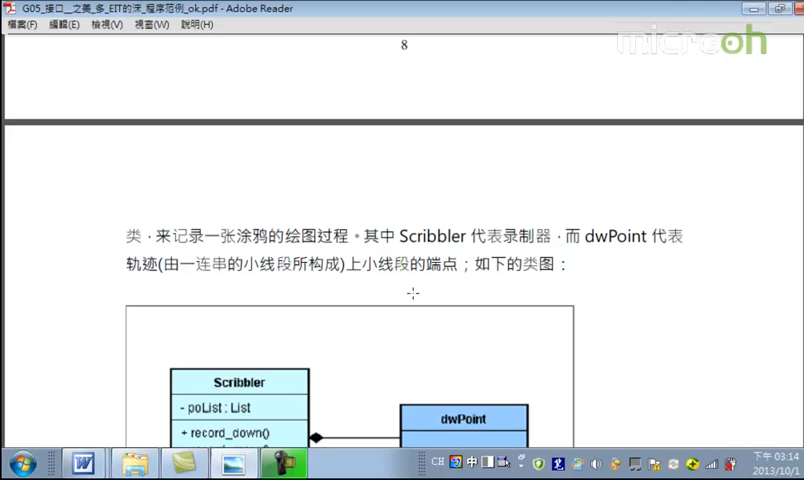 G05_接口__之美_多_EIT的床_程序范例_ok.pdf - Adobe Reader
檔案(F) 編輯(E) 檢視(V) 視窗(W) 說明(H)
microoh
8
类，来记录一张涂鸦的绘图过程。其中 Scribbler 代表录制器，而 dwPoint 代表
轨迹(由一连串的小线段所构成)上小线段的端点；如下的类图：
Scribbler
- poList : List
+ record_down()
dwPoint
CH 中
下午 03:14
2013/10/1